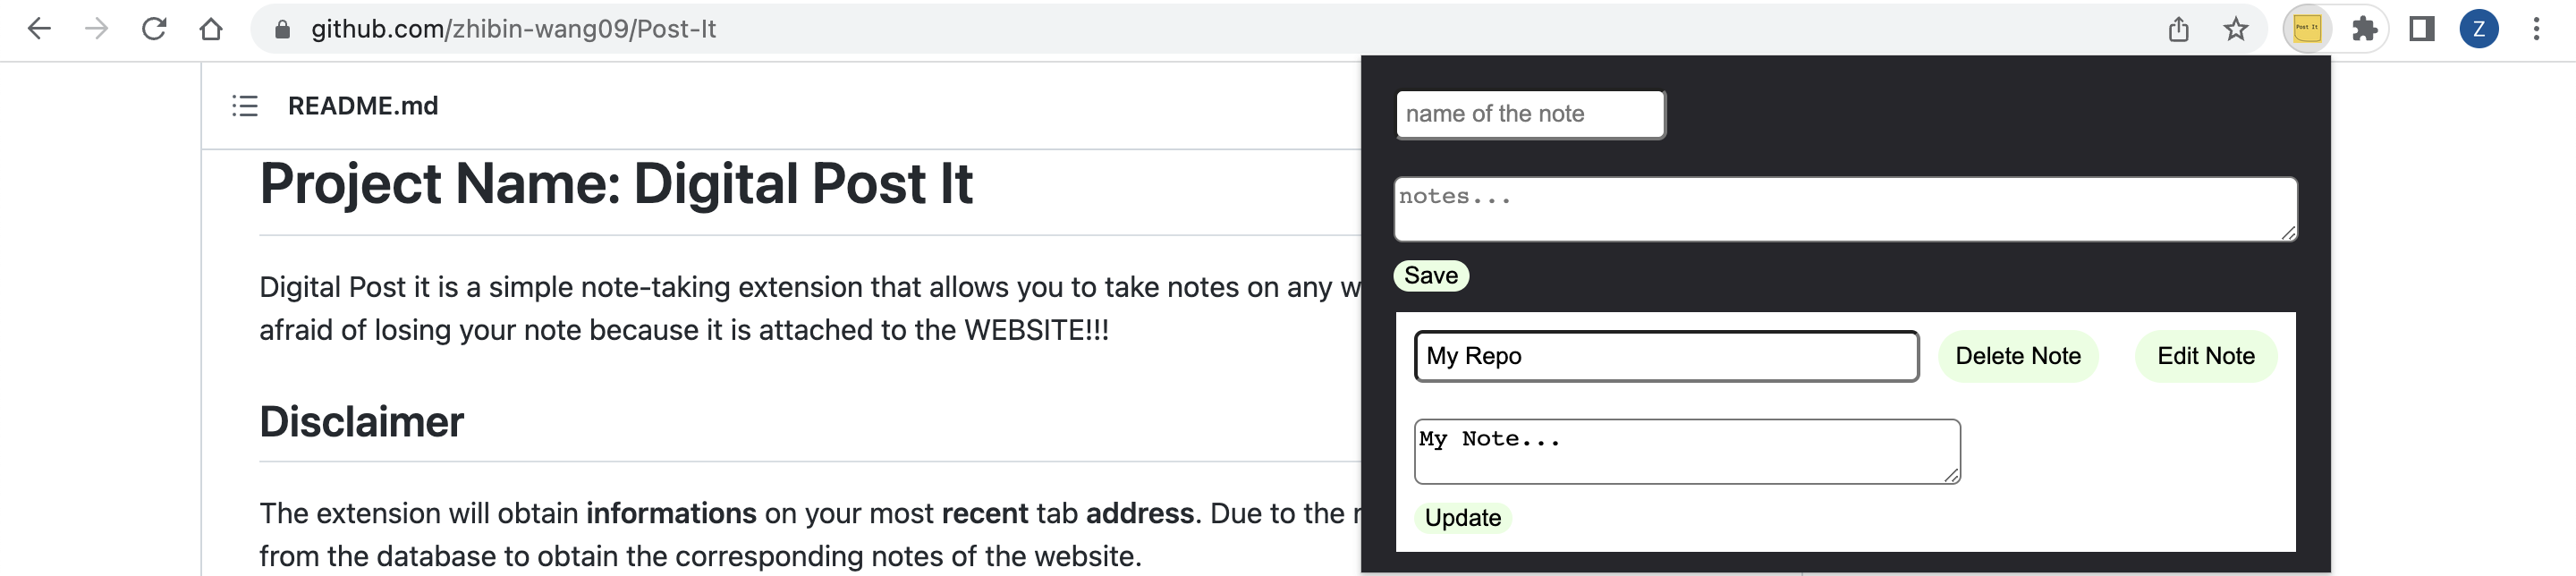 github.com/zhibin-wang09/Post-It
Post It
Z
README.md
name of the note
Project Name: Digital Post It
notes...
Save
Digital Post it is a simple note-taking extension that allows you to take notes on any w
afraid of losing your note because it is attached to the WEBSITE!!!
My Repo
Delete Note
Edit Note
Disclaimer
My Note...
Update
The extension will obtain informations on your most recent tab address. Due to the r
from the database to obtain the corresponding notes of the website.